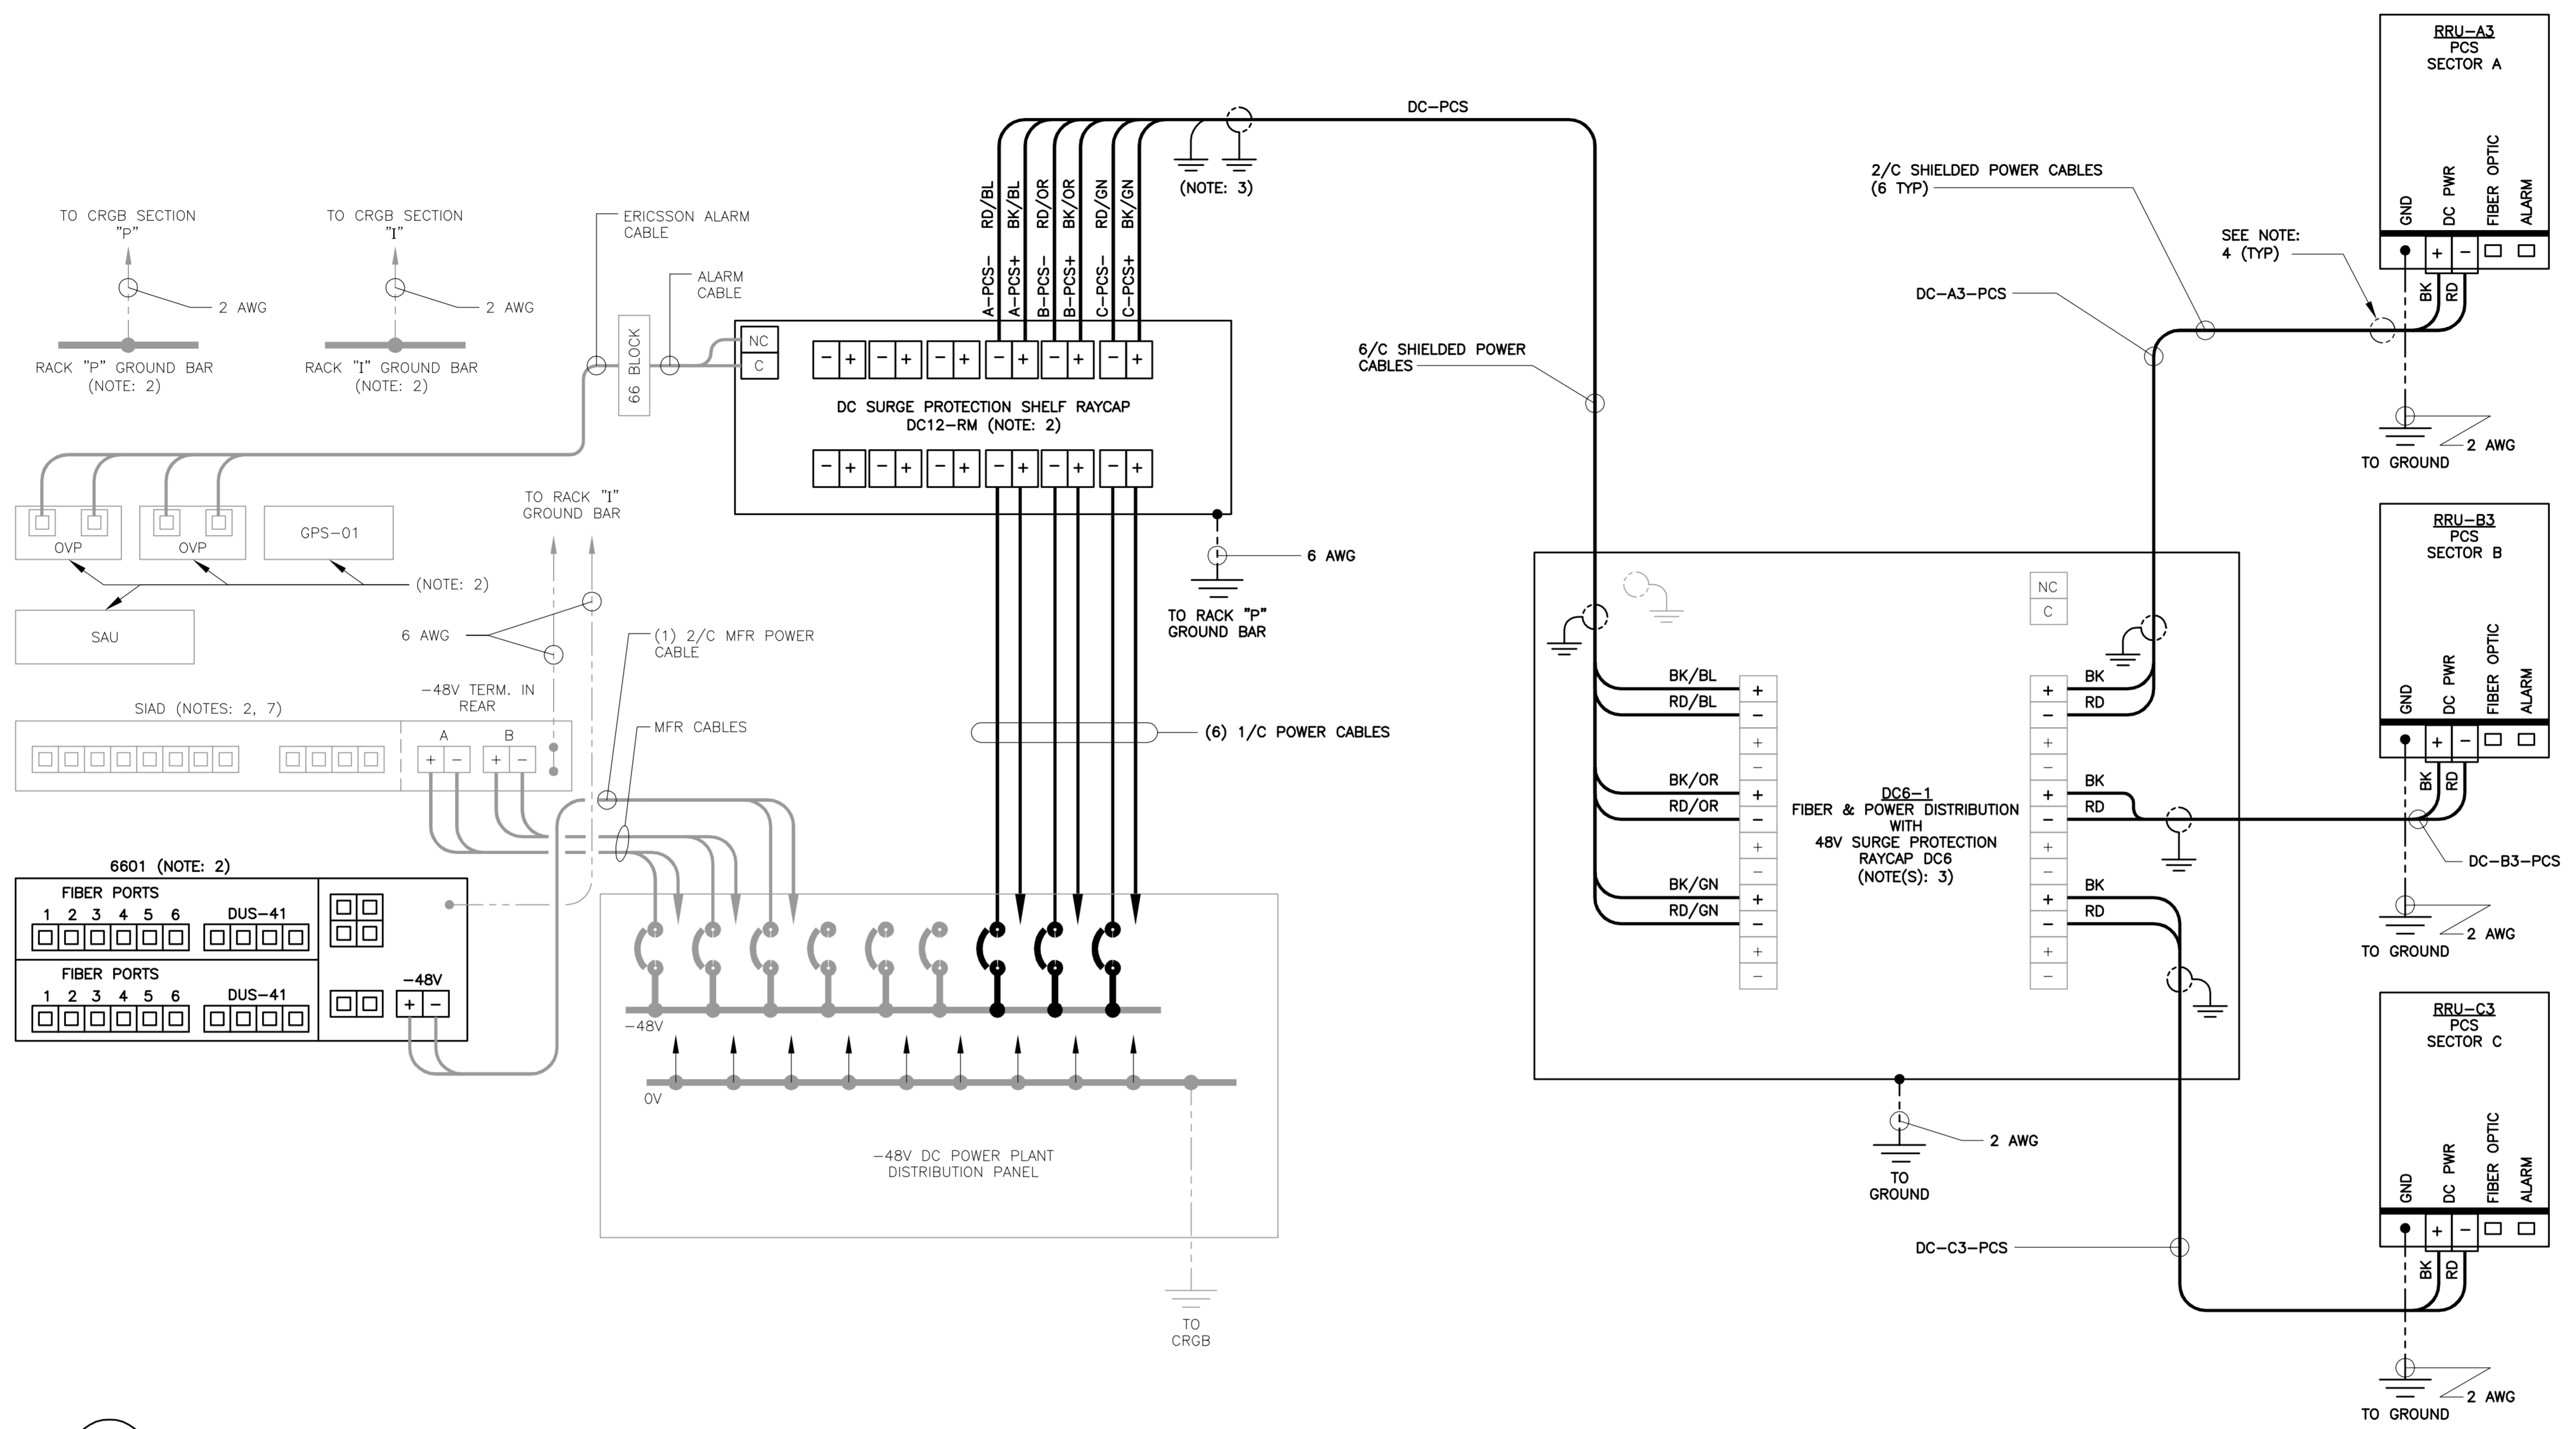 RRU-A3
PCS
SECTOR A
GND
DC PWR
FIBER OPTIC
ALARM
+ -
BK
RD
2 AWG
TO GROUND
DC-PCS
2/C SHIELDED POWER CABLES
(6 TYP)
SEE NOTE:
4 (TYP)
DC-A3-PCS
(NOTE: 3)
RD/BL
BK/BL
RD/OR
BK/OR
RD/GN
BK/GN
A-PCS-
A-PCS+
B-PCS-
B-PCS+
C-PCS-
C-PCS+
TO CRGB SECTION
"P"
2 AWG
RACK "P" GROUND BAR
(NOTE: 2)
TO CRGB SECTION
"I"
2 AWG
RACK "I" GROUND BAR
(NOTE: 2)
ERICSSON ALARM
CABLE
ALARM
CABLE
66 BLOCK
NC
C
- + - + - + - + - + - +
DC SURGE PROTECTION SHELF RAYCAP
DC12-RM (NOTE: 2)
- + - + - + - + - + - +
6 AWG
TO RACK "P"
GROUND BAR
6/C SHIELDED POWER
CABLES
OVP
OVP
GPS-01
(NOTE: 2)
SAU
TO RACK "I"
GROUND BAR
6 AWG
(1) 2/C MFR POWER
CABLE
MFR CABLES
-48V TERM. IN
REAR
SIAD (NOTES: 2, 7)
A
B
+ - + -
(6) 1/C POWER CABLES
6601 (NOTE: 2)
FIBER PORTS
1 2 3 4 5 6
DUS-41
FIBER PORTS
1 2 3 4 5 6
DUS-41
-48V
+ -
-48V
0V
-48V DC POWER PLANT
DISTRIBUTION PANEL
TO
CRGB
NC
C
BK/BL
RD/BL
BK/OR
RD/OR
BK/GN
RD/GN
+
-
+
-
+
-
+
-
+
-
+
-
DC6-1
FIBER & POWER DISTRIBUTION
WITH
48V SURGE PROTECTION
RAYCAP DC6
(NOTE(S): 3)
+
-
+
-
+
-
+
-
+
-
+
-
BK
RD
BK
RD
BK
RD
2 AWG
TO
GROUND
RRU-B3
PCS
SECTOR B
GND
DC PWR
FIBER OPTIC
ALARM
+ -
BK
RD
DC-B3-PCS
2 AWG
TO GROUND
RRU-C3
PCS
SECTOR C
GND
DC PWR
FIBER OPTIC
ALARM
+ -
BK
RD
DC-C3-PCS
2 AWG
TO GROUND